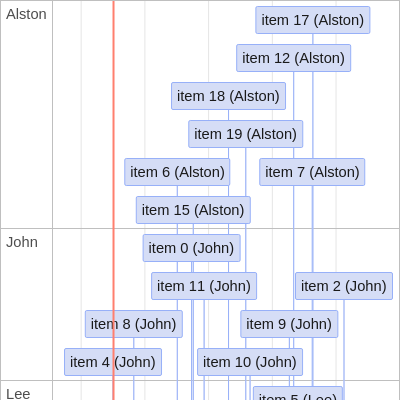 Alston
item 17 (Alston)
item 12 (Alston)
item 18 (Alston)
item 19 (Alston)
item 6 (Alston)
item 7 (Alston)
item 15 (Alston)
John
item 0 (John)
item 11 (John)
item 2 (John)
item 8 (John)
item 9 (John)
item 4 (John)
item 10 (John)
Lee
item 5 (Lee)